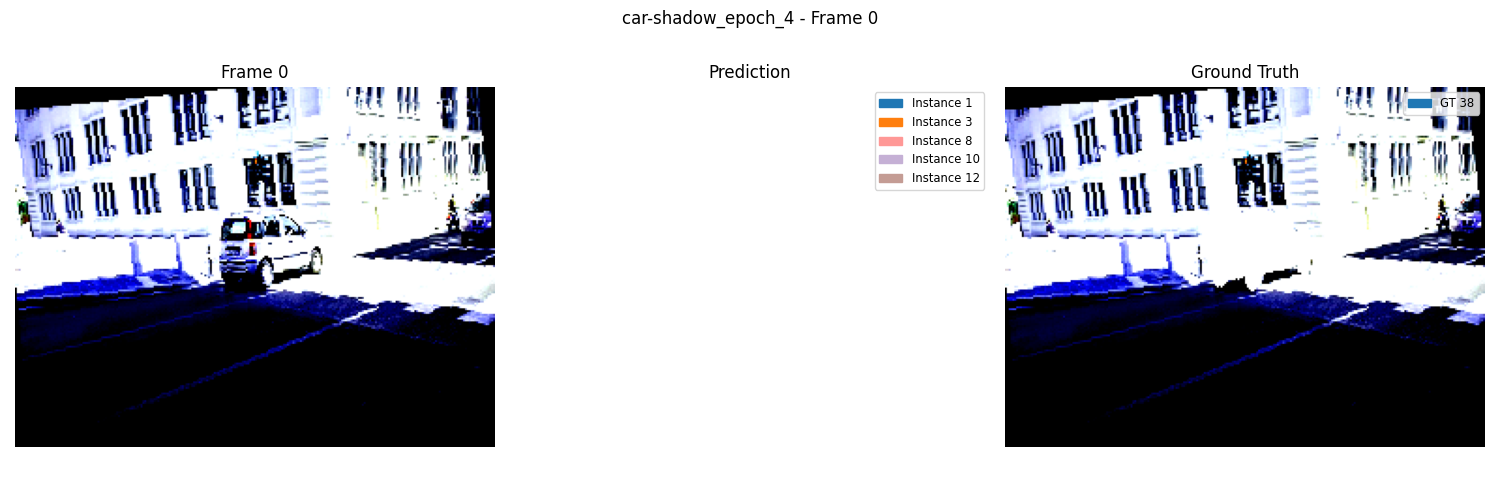 car-shadow_epoch_4 - Frame 0
Frame 0
Prediction
Instance 1
Instance 3
Instance 8
Instance 10
Instance 12
Ground Truth
GT 38